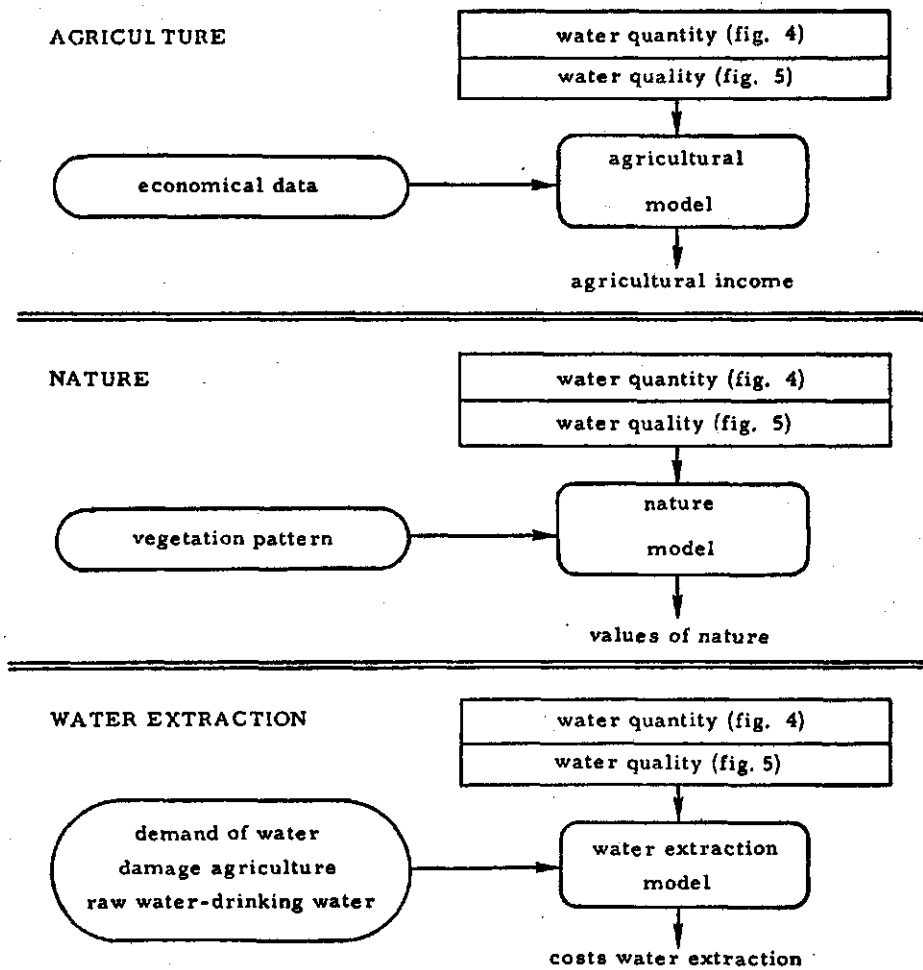 AGRICULTURE
water quantity (fig. 4)
water quality (fig. 5)
economical data
agricultural
model
agricultural income
NATURE
water quantity (fig. 4)
water quality (fig. 5)
vegetation pattern
nature
model
values of nature
WATER EXTRACTION
water quantity (fig. 4)
water quality (fig. 5)
demand of water
damage agriculture
raw water-drinking water
water extraction
model
costs water extraction